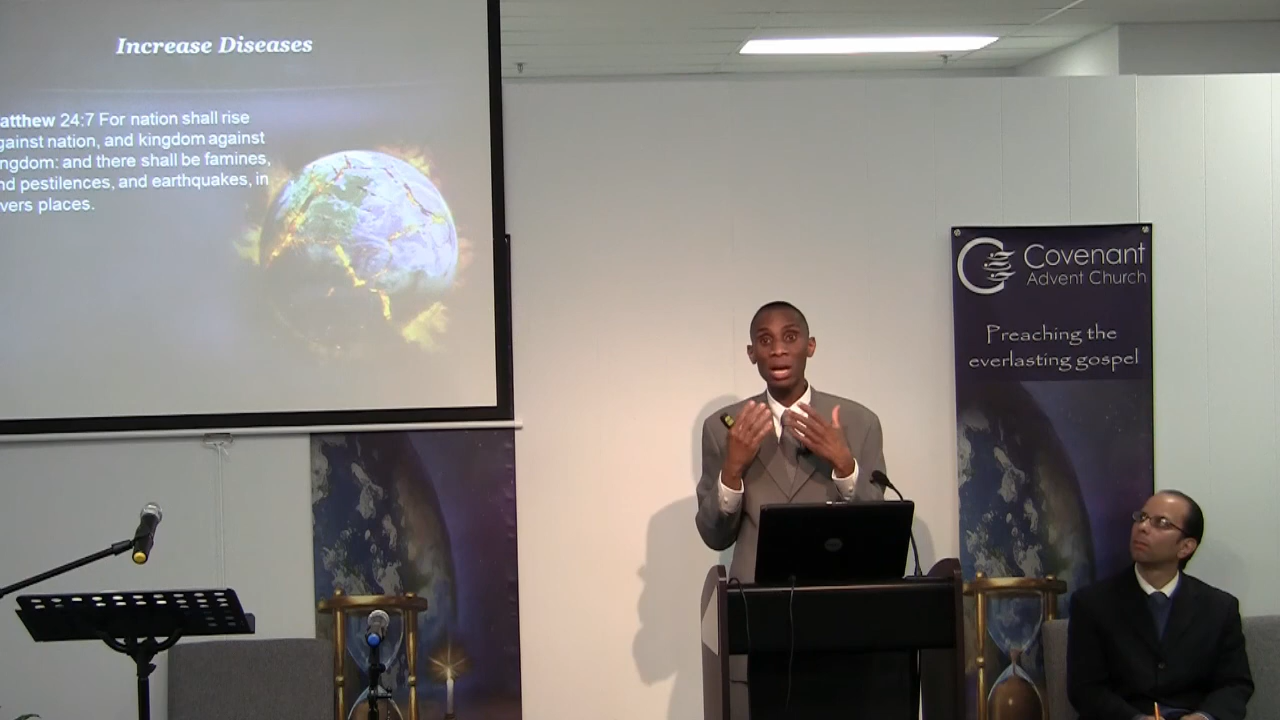 Increase Diseases
atthew 24:7 For nation shall rise
gainst nation, and kingdom against
ngdom: and there shall be famines,
nd pestilences, and earthquakes, in
vers places.
Covenant
Advent Church
Preaching the
everlasting gospel